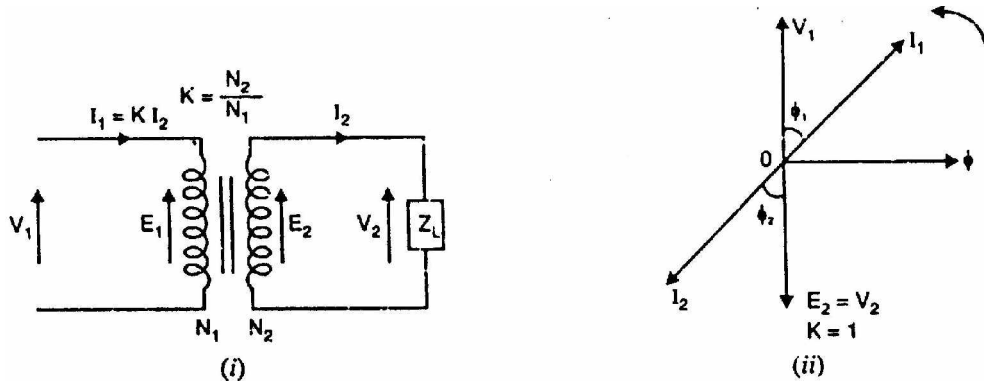 K = N₂/N₁
I₁ = K I₂
I₂
V₁
E₁
E₂
V₂
Z_L
N₁
N₂
(i)
V₁
I₁
ϕ₁
0
ϕ
ϕ₂
I₂
E₂ = V₂
K = 1
(ii)